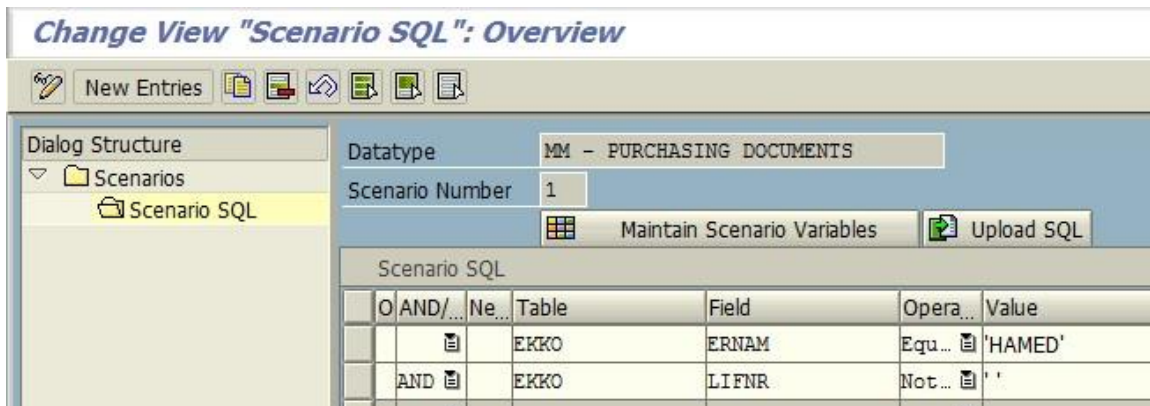 Change View "Scenario SQL": Overview
New Entries
Dialog Structure
Scenarios
Scenario SQL
Datatype MM - PURCHASING DOCUMENTS
Scenario Number 1
Maintain Scenario Variables Upload SQL
Scenario SQL
O AND/... Ne... Table Field Opera... Value
EKKO ERNAM Equ... 'HAMED'
AND EKKO LIFNR Not... ' '